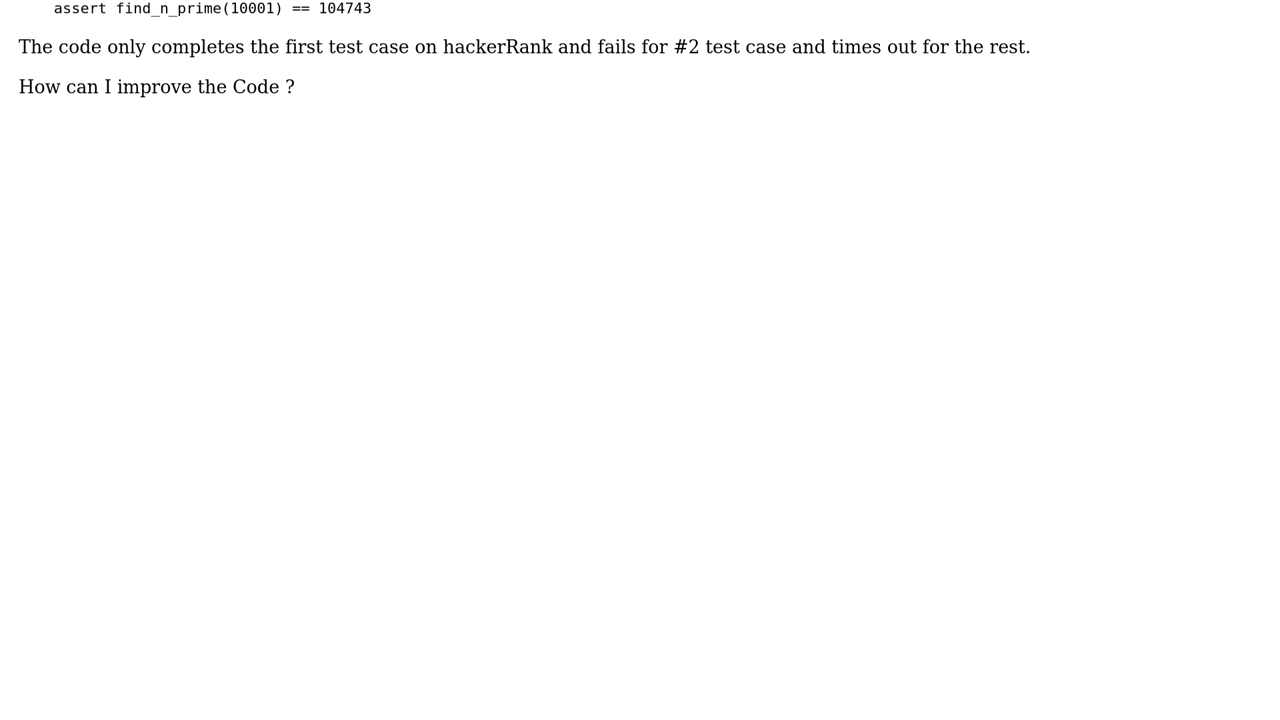 assert find_n_prime(10001) == 104743
The code only completes the first test case on hackerRank and fails for #2 test case and times out for the rest.
How can I improve the Code ?